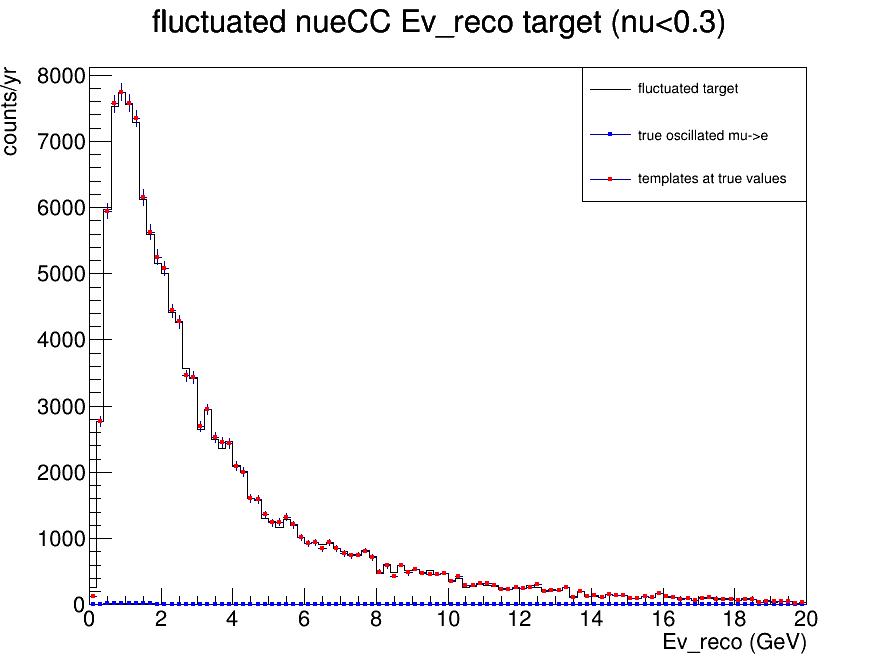 fluctuated nueCC Ev_reco target (nu<0.3)
counts/yr
8000
7000
6000
5000
4000
3000
2000
1000
0
fluctuated target
true oscillated mu->e
templates at true values
0 2 4 6 8 10 12 14 16 18 20
Ev_reco (GeV)